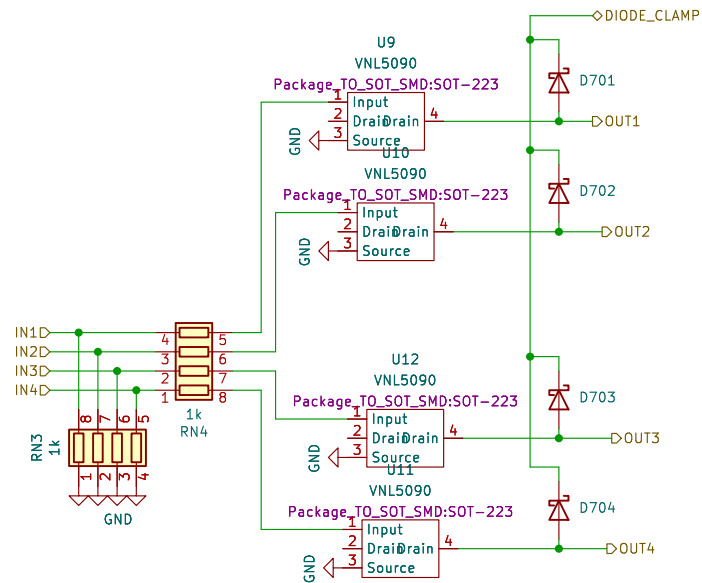 DIODE_CLAMP
U9
VNL5090
Package_TO_SOT_SMD:SOT-223
D701
1 Input
2 Drain Drain 4
OUT1
3 Source
GND
U10
VNL5090
Package_TO_SOT_SMD:SOT-223
D702
1 Input
2 Drain Drain 4
OUT2
3 Source
GND
IN1 4 5
IN2 3 6
IN3 2 7
IN4 1 8
1k
RN4
U12
VNL5090
Package_TO_SOT_SMD:SOT-223
D703
1 Input
2 Drain Drain 4
OUT3
3 Source
GND
8 7 6 5
RN3
1k
1 2 3 4
GND
U11
VNL5090
Package_TO_SOT_SMD:SOT-223
D704
1 Input
2 Drain Drain 4
OUT4
3 Source
GND